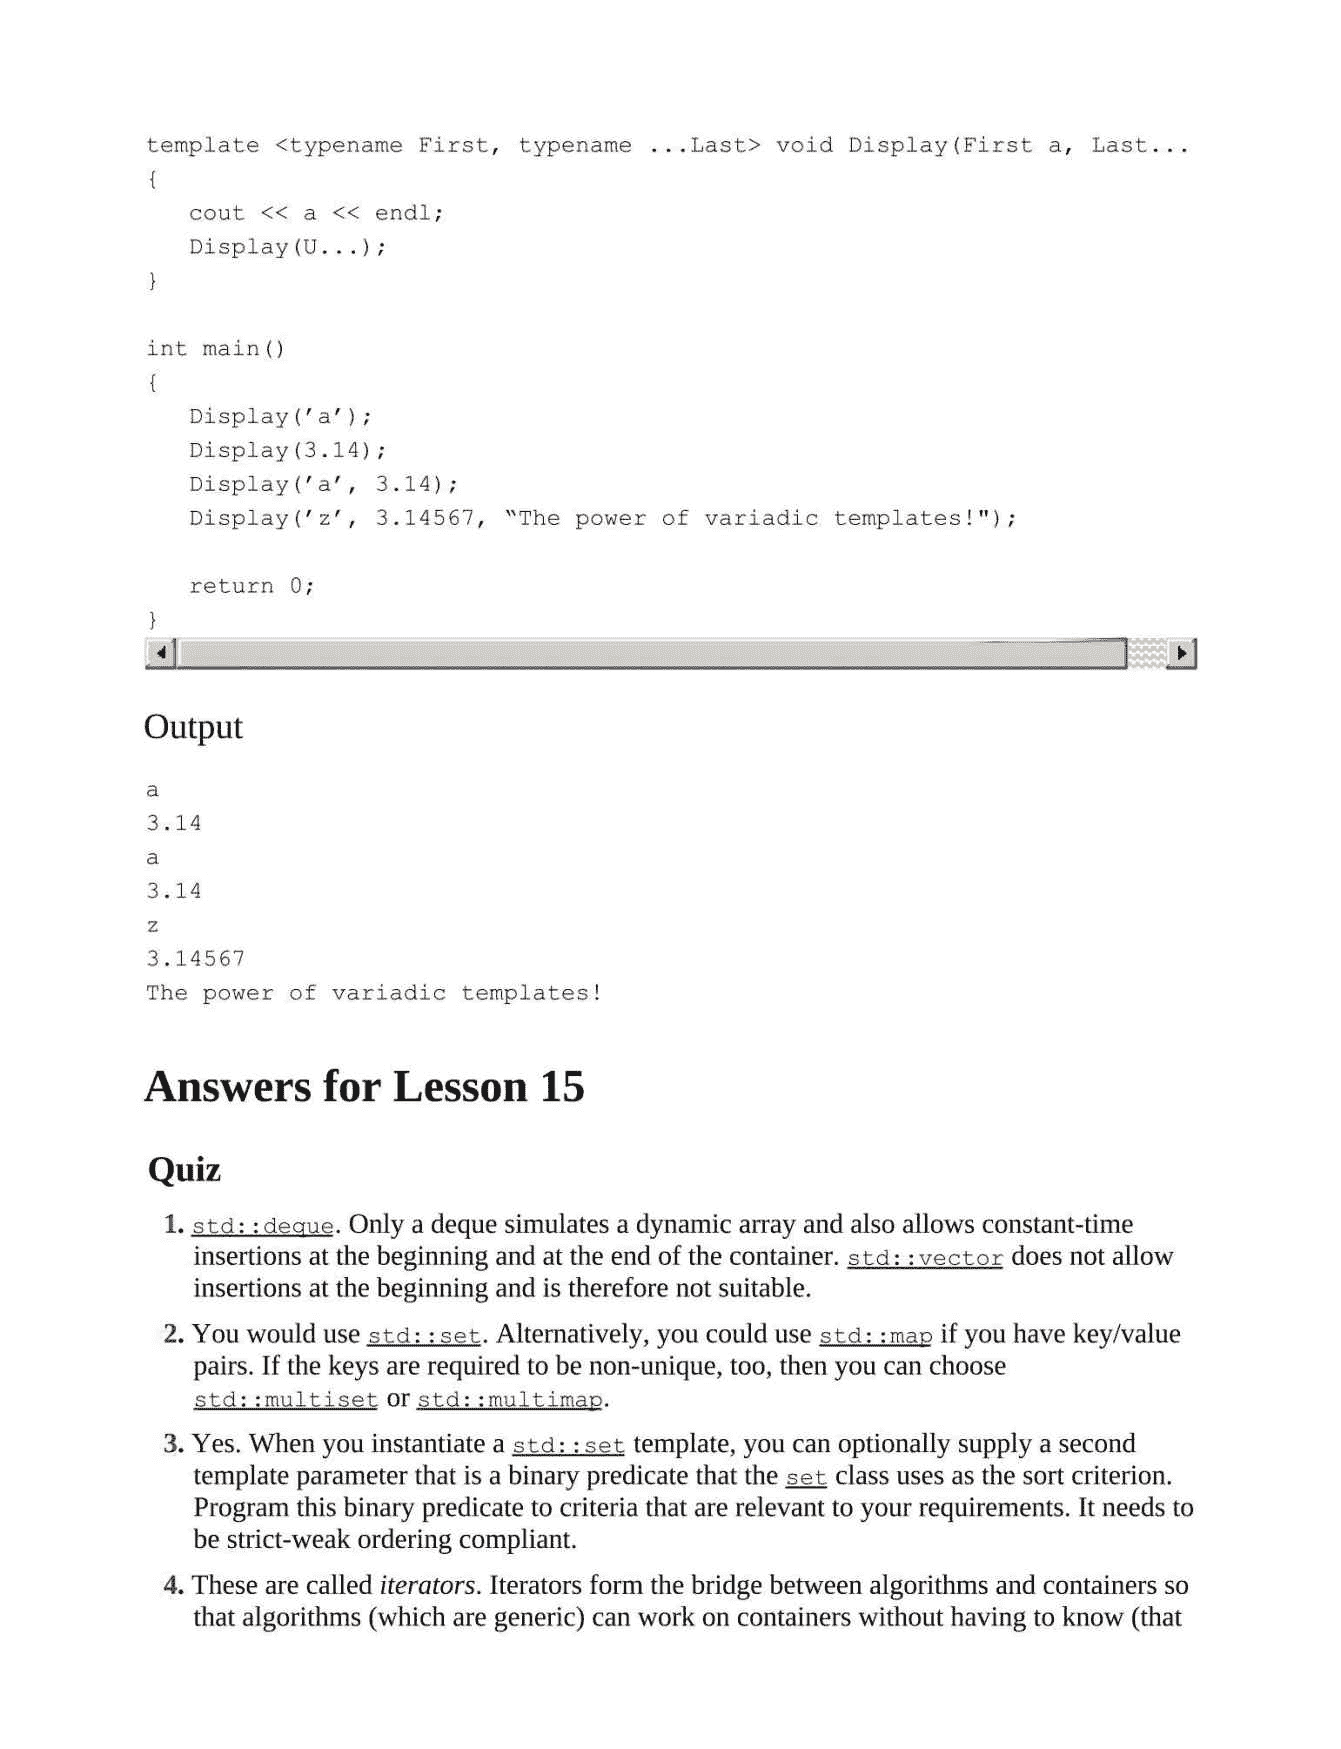 template <typename First, typename ...Last> void Display(First a, Last...
{
   cout << a << endl;
   Display(U...);
}

int main()
{
   Display(’a’);
   Display(3.14);
   Display(’a’, 3.14);
   Display(’z’, 3.14567, “The power of variadic templates!");

   return 0;
}
Output
a
3.14
a
3.14
z
3.14567
The power of variadic templates!
Answers for Lesson 15
Quiz
1. std::deque. Only a deque simulates a dynamic array and also allows constant-time
insertions at the beginning and at the end of the container. std::vector does not allow
insertions at the beginning and is therefore not suitable.
2. You would use std::set. Alternatively, you could use std::map if you have key/value
pairs. If the keys are required to be non-unique, too, then you can choose
std::multiset or std::multimap.
3. Yes. When you instantiate a std::set template, you can optionally supply a second
template parameter that is a binary predicate that the set class uses as the sort criterion.
Program this binary predicate to criteria that are relevant to your requirements. It needs to
be strict-weak ordering compliant.
4. These are called iterators. Iterators form the bridge between algorithms and containers so
that algorithms (which are generic) can work on containers without having to know (that